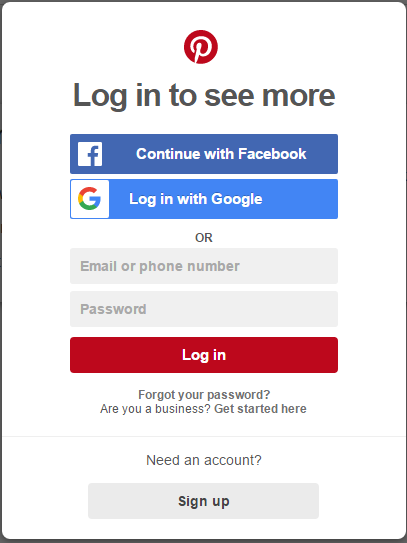 Log in to see more
Continue with Facebook
Log in with Google
OR
Email or phone number
Password
Log in
Forgot your password?
Are you a business? Get started here
Need an account?
Sign up